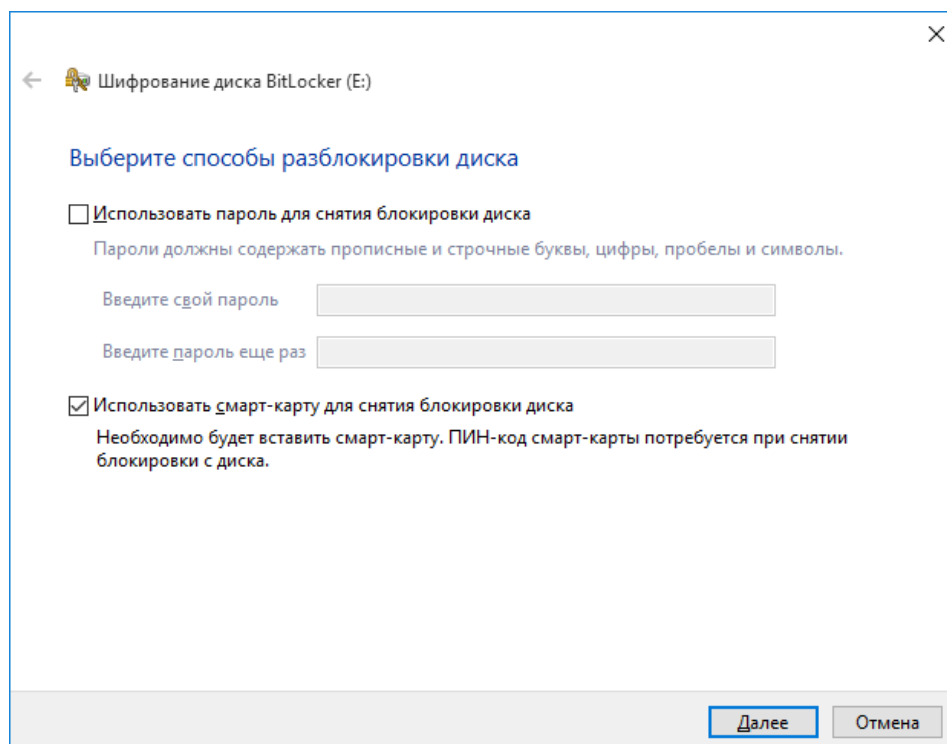 Шифрование диска BitLocker (E:)
Выберите способы разблокировки диска
Использовать пароль для снятия блокировки диска
Пароли должны содержать прописные и строчные буквы, цифры, пробелы и символы.
Введите свой пароль
Введите пароль еще раз
Использовать смарт-карту для снятия блокировки диска
Необходимо будет вставить смарт-карту. ПИН-код смарт-карты потребуется при снятии
блокировки с диска.
Далее Отмена